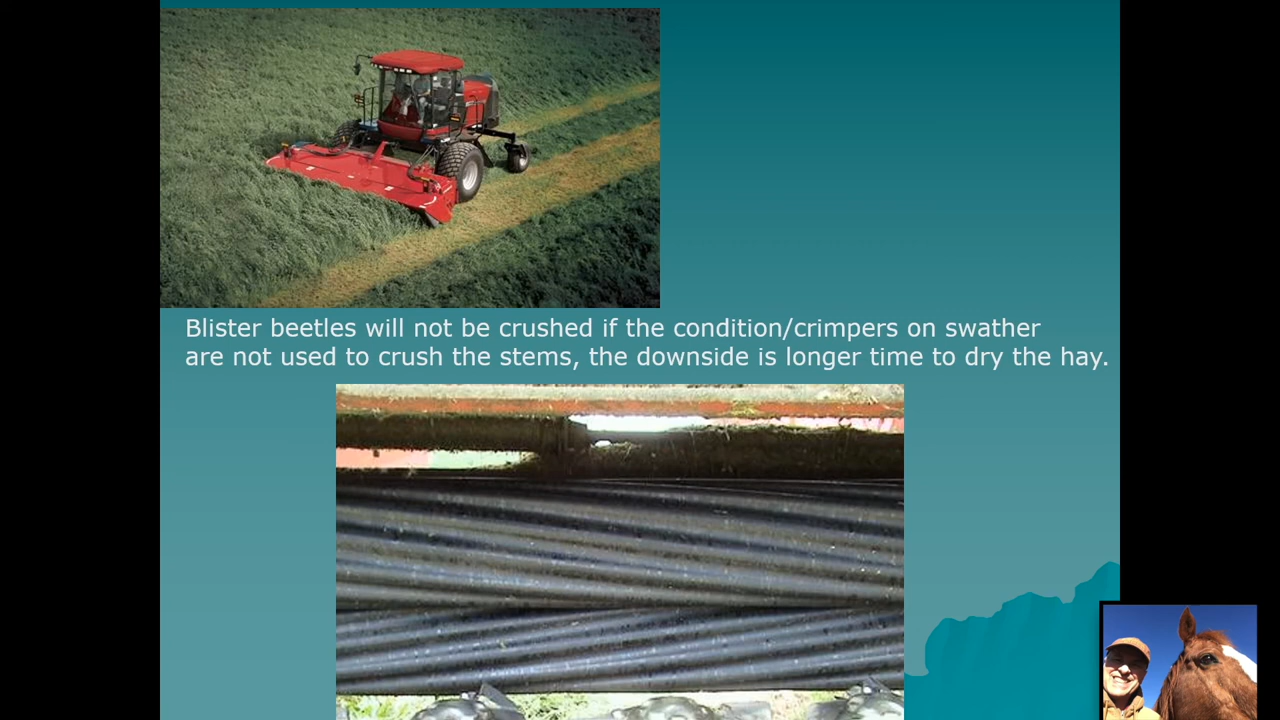 Blister beetles will not be crushed if the condition/crimpers on swather
are not used to crush the stems, the downside is longer time to dry the hay.